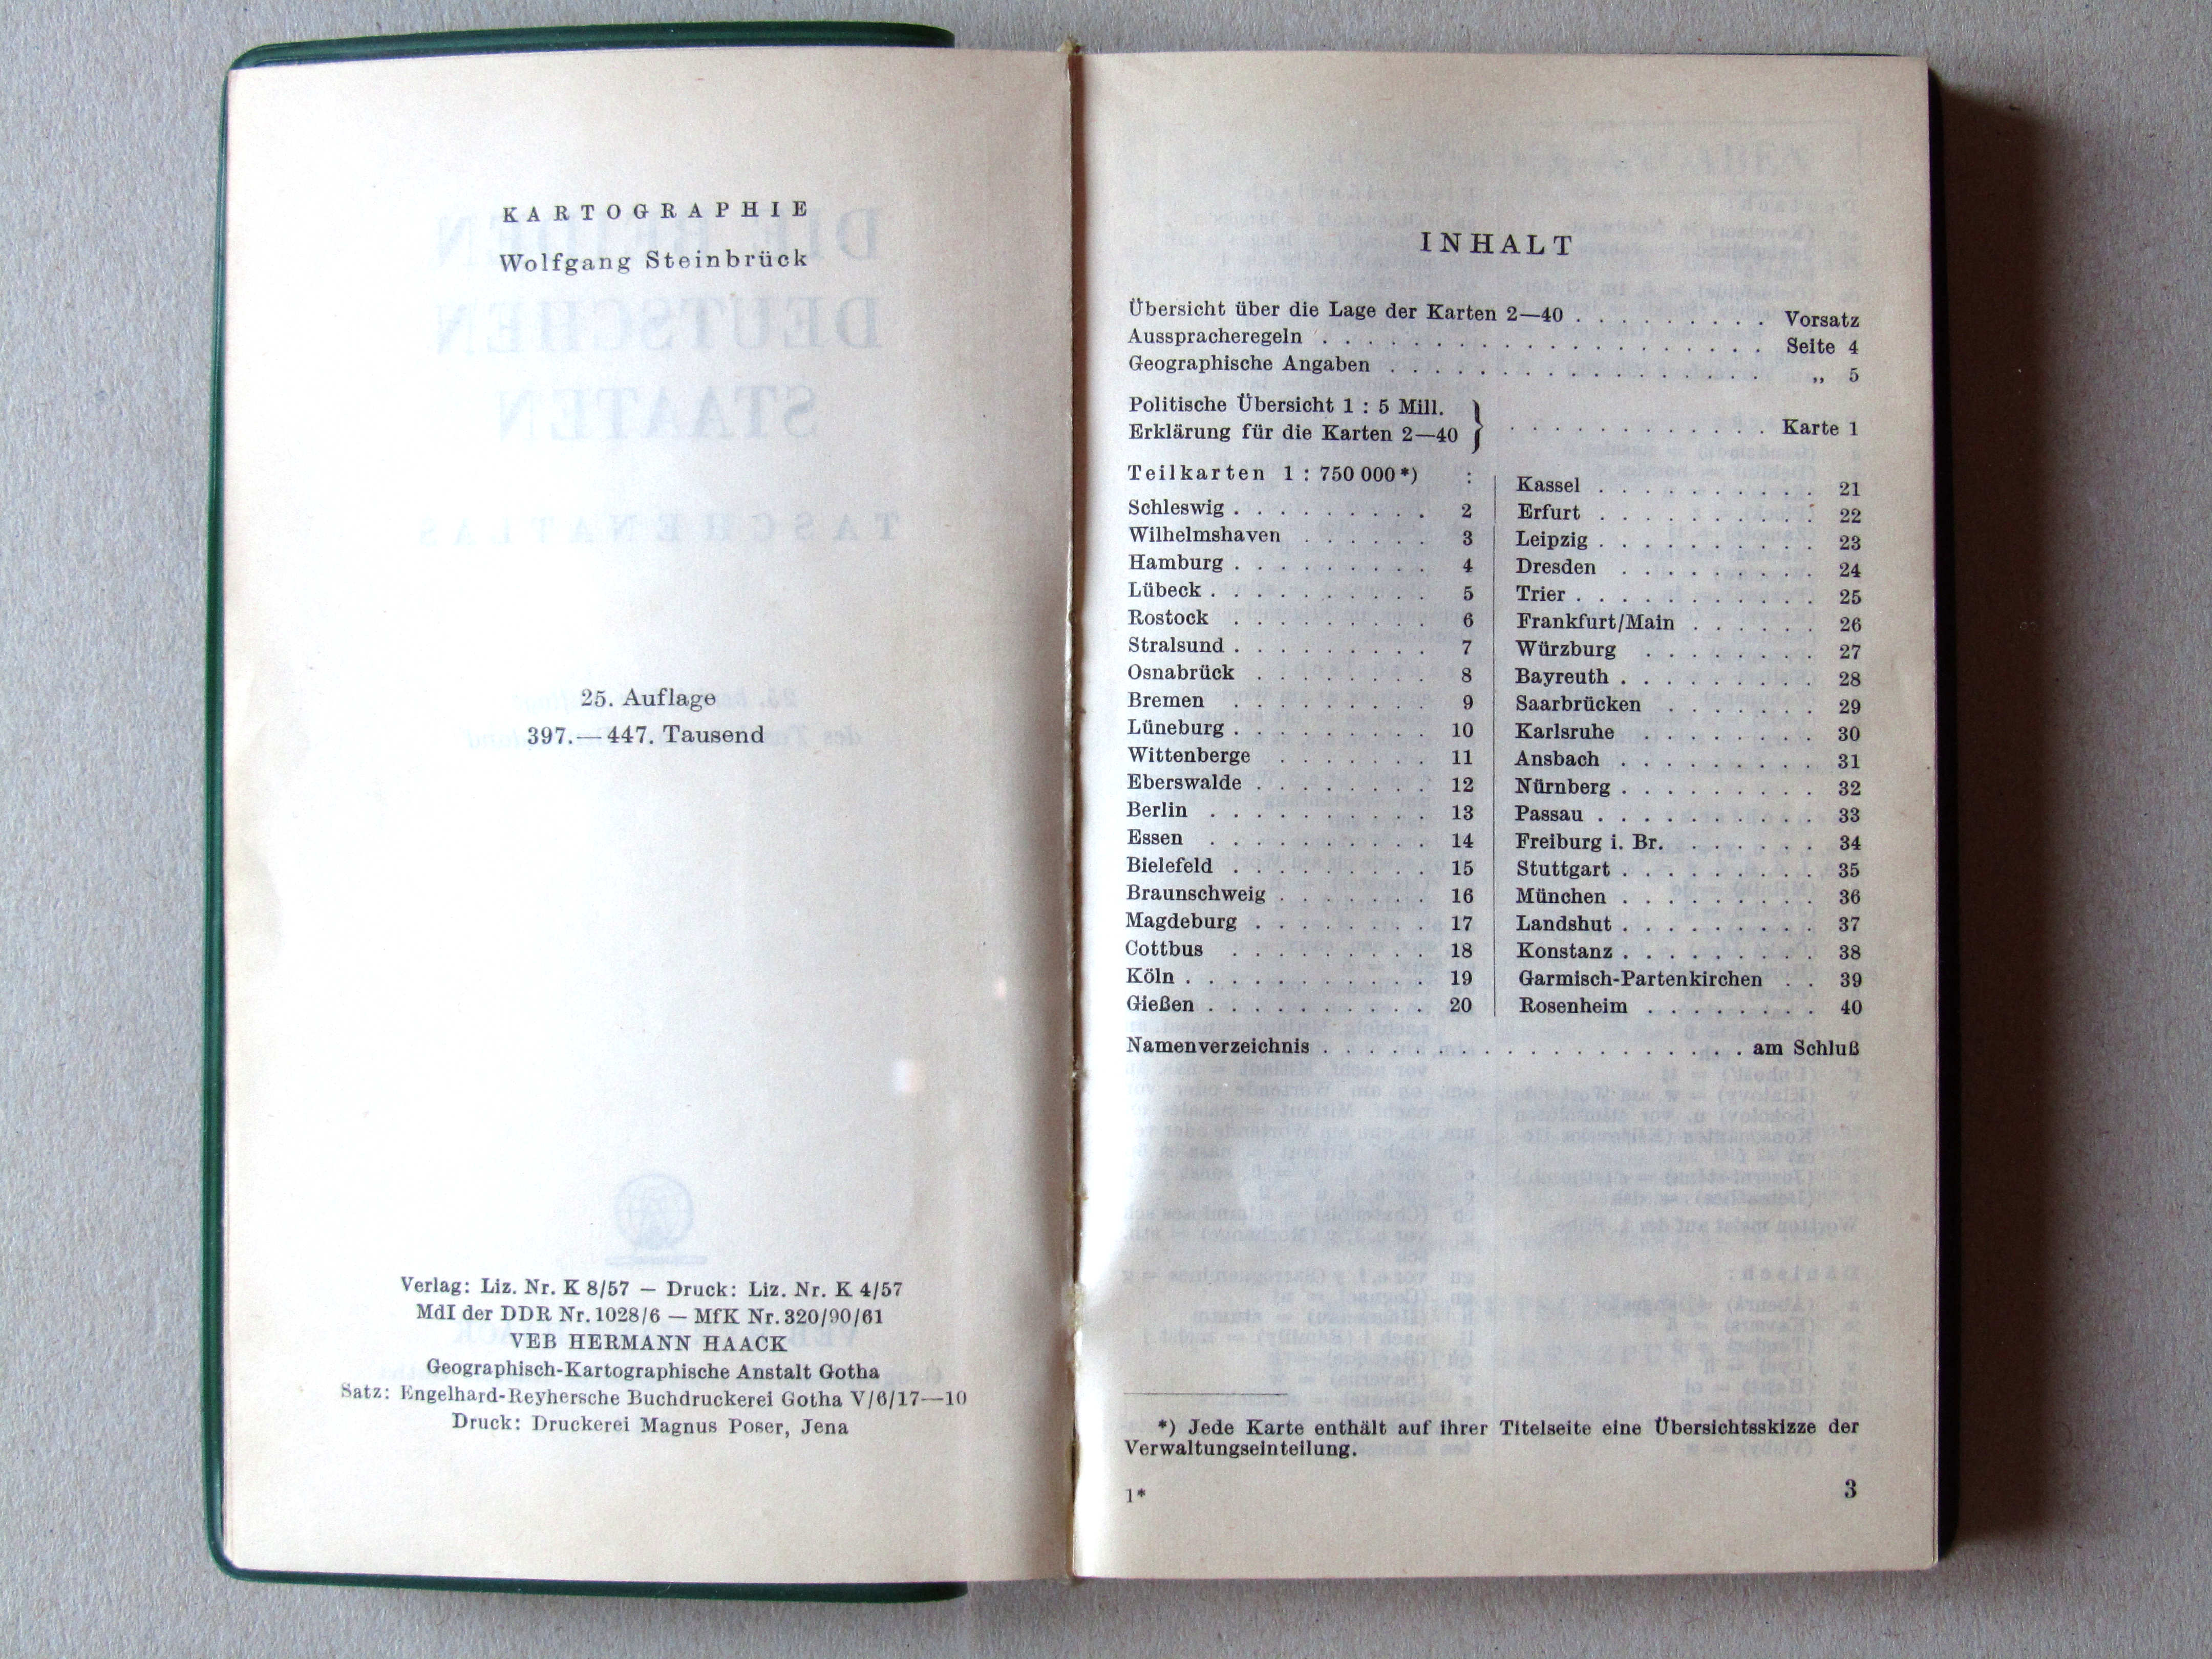 KARTOGRAPHIE
Wolfgang Steinbrück
25. Auflage
397.—447. Tausend
Verlag: Liz. Nr. K 8/57 — Druck: Liz. Nr. K 4/57
MdI der DDR Nr. 1028/6 — MfK Nr. 320/90/61
VEB HERMANN HAACK
Geographisch-Kartographische Anstalt Gotha
Satz: Engelhard-Reyhersche Buchdruckerei Gotha V/6/17—10
Druck: Druckerei Magnus Poser, Jena
INHALT
Übersicht über die Lage der Karten 2—40 . . . . . . . . . Vorsatz
Ausspracheregeln . . . . . . . . . . . . . . . . . . . . Seite 4
Geographische Angaben . . . . . . . . . . . . . . . . . „ 5
Politische Übersicht 1 : 5 Mill.
Erklärung für die Karten 2—40 } . . . . . . . . . . . . Karte 1
Teilkarten 1 : 750 000*) :
Schleswig . . . . . . . . . 2
Wilhelmshaven . . . . . . 3
Hamburg . . . . . . . . . 4
Lübeck . . . . . . . . . . 5
Rostock . . . . . . . . . 6
Stralsund . . . . . . . . . 7
Osnabrück . . . . . . . . 8
Bremen . . . . . . . . . 9
Lüneburg . . . . . . . . . 10
Wittenberge . . . . . . . 11
Eberswalde . . . . . . . . 12
Berlin . . . . . . . . . . 13
Essen . . . . . . . . . . 14
Bielefeld . . . . . . . . . 15
Braunschweig . . . . . . . 16
Magdeburg . . . . . . . . 17
Cottbus . . . . . . . . . 18
Köln . . . . . . . . . . . 19
Gießen . . . . . . . . . . 20
Kassel . . . . . . . . . . 21
Erfurt . . . . . . . . . . 22
Leipzig . . . . . . . . . . 23
Dresden . . . . . . . . . 24
Trier . . . . . . . . . . . 25
Frankfurt/Main . . . . . . 26
Würzburg . . . . . . . . 27
Bayreuth . . . . . . . . . 28
Saarbrücken . . . . . . . 29
Karlsruhe . . . . . . . . 30
Ansbach . . . . . . . . . 31
Nürnberg . . . . . . . . . 32
Passau . . . . . . . . . . 33
Freiburg i. Br. . . . . . . 34
Stuttgart . . . . . . . . . 35
München . . . . . . . . . 36
Landshut . . . . . . . . . 37
Konstanz . . . . . . . . . 38
Garmisch-Partenkirchen . . 39
Rosenheim . . . . . . . . 40
Namenverzeichnis . . . . . . . . . . . . . . . . . . . am Schluß
*) Jede Karte enthält auf ihrer Titelseite eine Übersichtsskizze der
Verwaltungseinteilung.
1*
3